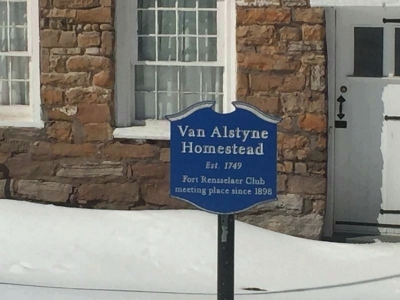 Van Alstyne
Homestead
Est. 1749
Fort Rensselaer Club
meeting place since 1898